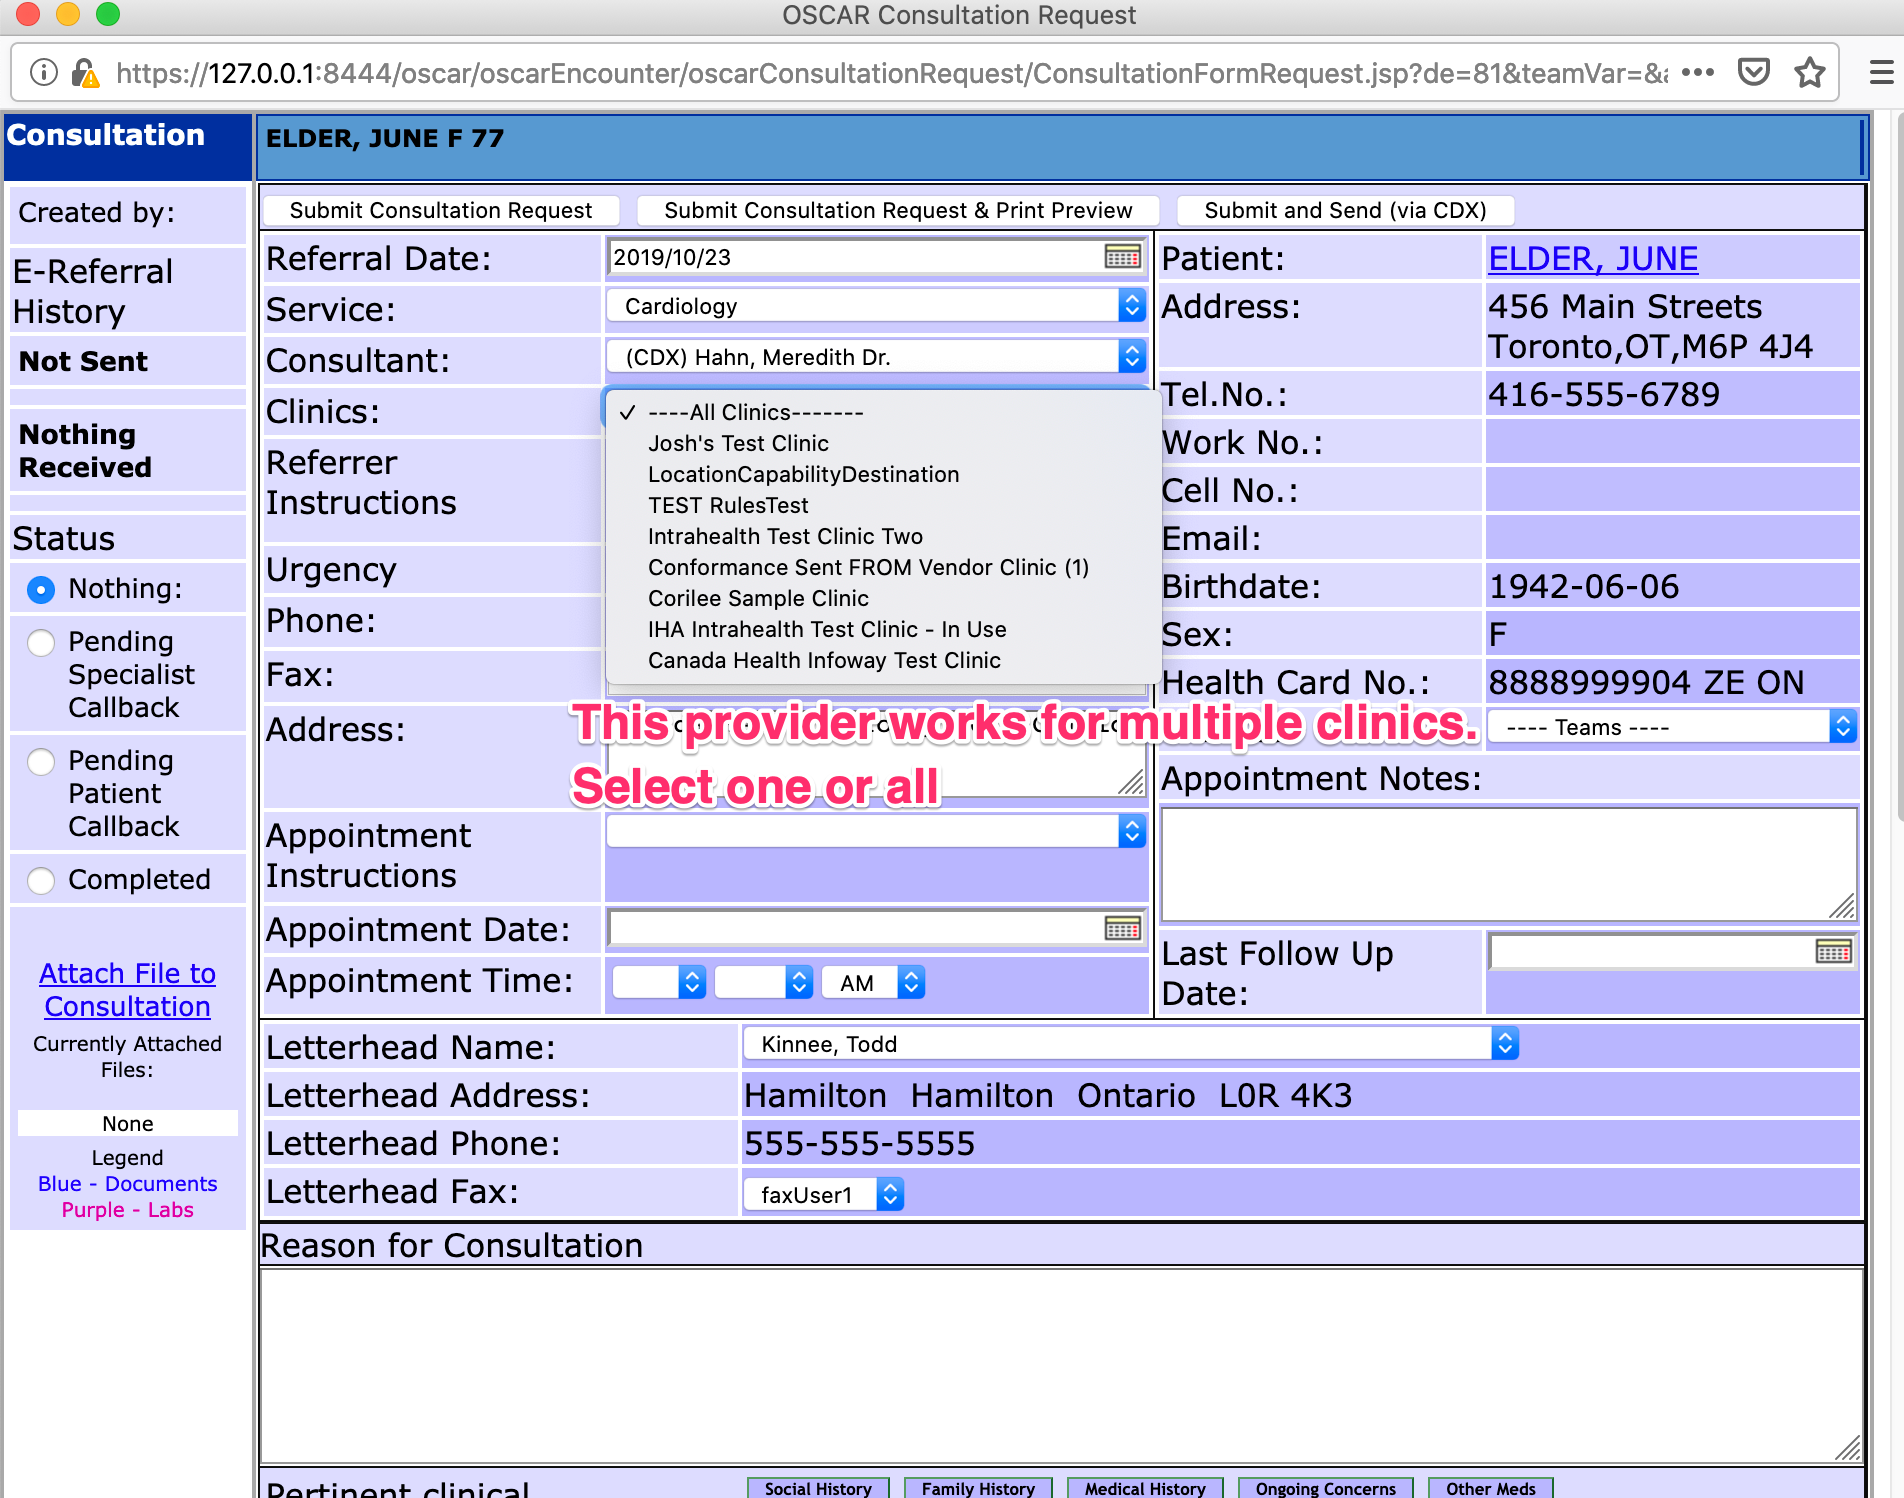 OSCAR Consultation Request
https://127.0.0.1:8444/oscar/oscarEncounter/oscarConsultationRequest/ConsultationFormRequest.jsp?de=81&teamVar=&
Consultation
ELDER, JUNE F 77
Created by:
E-Referral
History
Not Sent
Nothing
Received
Status
Nothing:
Pending
Specialist
Callback
Pending
Patient
Callback
Completed
Attach File to
Consultation
Currently Attached
Files:
None
Legend
Blue - Documents
Purple - Labs
Submit Consultation Request
Submit Consultation Request & Print Preview
Submit and Send (via CDX)
Referral Date:
2019/10/23
Service:
Cardiology
Consultant:
(CDX) Hahn, Meredith Dr.
Clinics:
✓ ----All Clinics-------
Josh's Test Clinic
LocationCapabilityDestination
TEST RulesTest
Intrahealth Test Clinic Two
Conformance Sent FROM Vendor Clinic (1)
Corilee Sample Clinic
IHA Intrahealth Test Clinic - In Use
Canada Health Infoway Test Clinic
Referrer
Instructions
Urgency
Phone:
Fax:
Address:
This provider works for multiple clinics.
Select one or all
Appointment
Instructions
Appointment Date:
Appointment Time:
AM
Patient:
ELDER, JUNE
Address:
456 Main Streets
Toronto,OT,M6P 4J4
Tel.No.:
416-555-6789
Work No.:
Cell No.:
Email:
Birthdate:
1942-06-06
Sex:
F
Health Card No.:
8888999904 ZE ON
---- Teams ----
Appointment Notes:
Last Follow Up
Date:
Letterhead Name:
Kinnee, Todd
Letterhead Address:
Hamilton Hamilton Ontario L0R 4K3
Letterhead Phone:
555-555-5555
Letterhead Fax:
faxUser1
Reason for Consultation
Pertinent clinical
Social History
Family History
Medical History
Ongoing Concerns
Other Meds